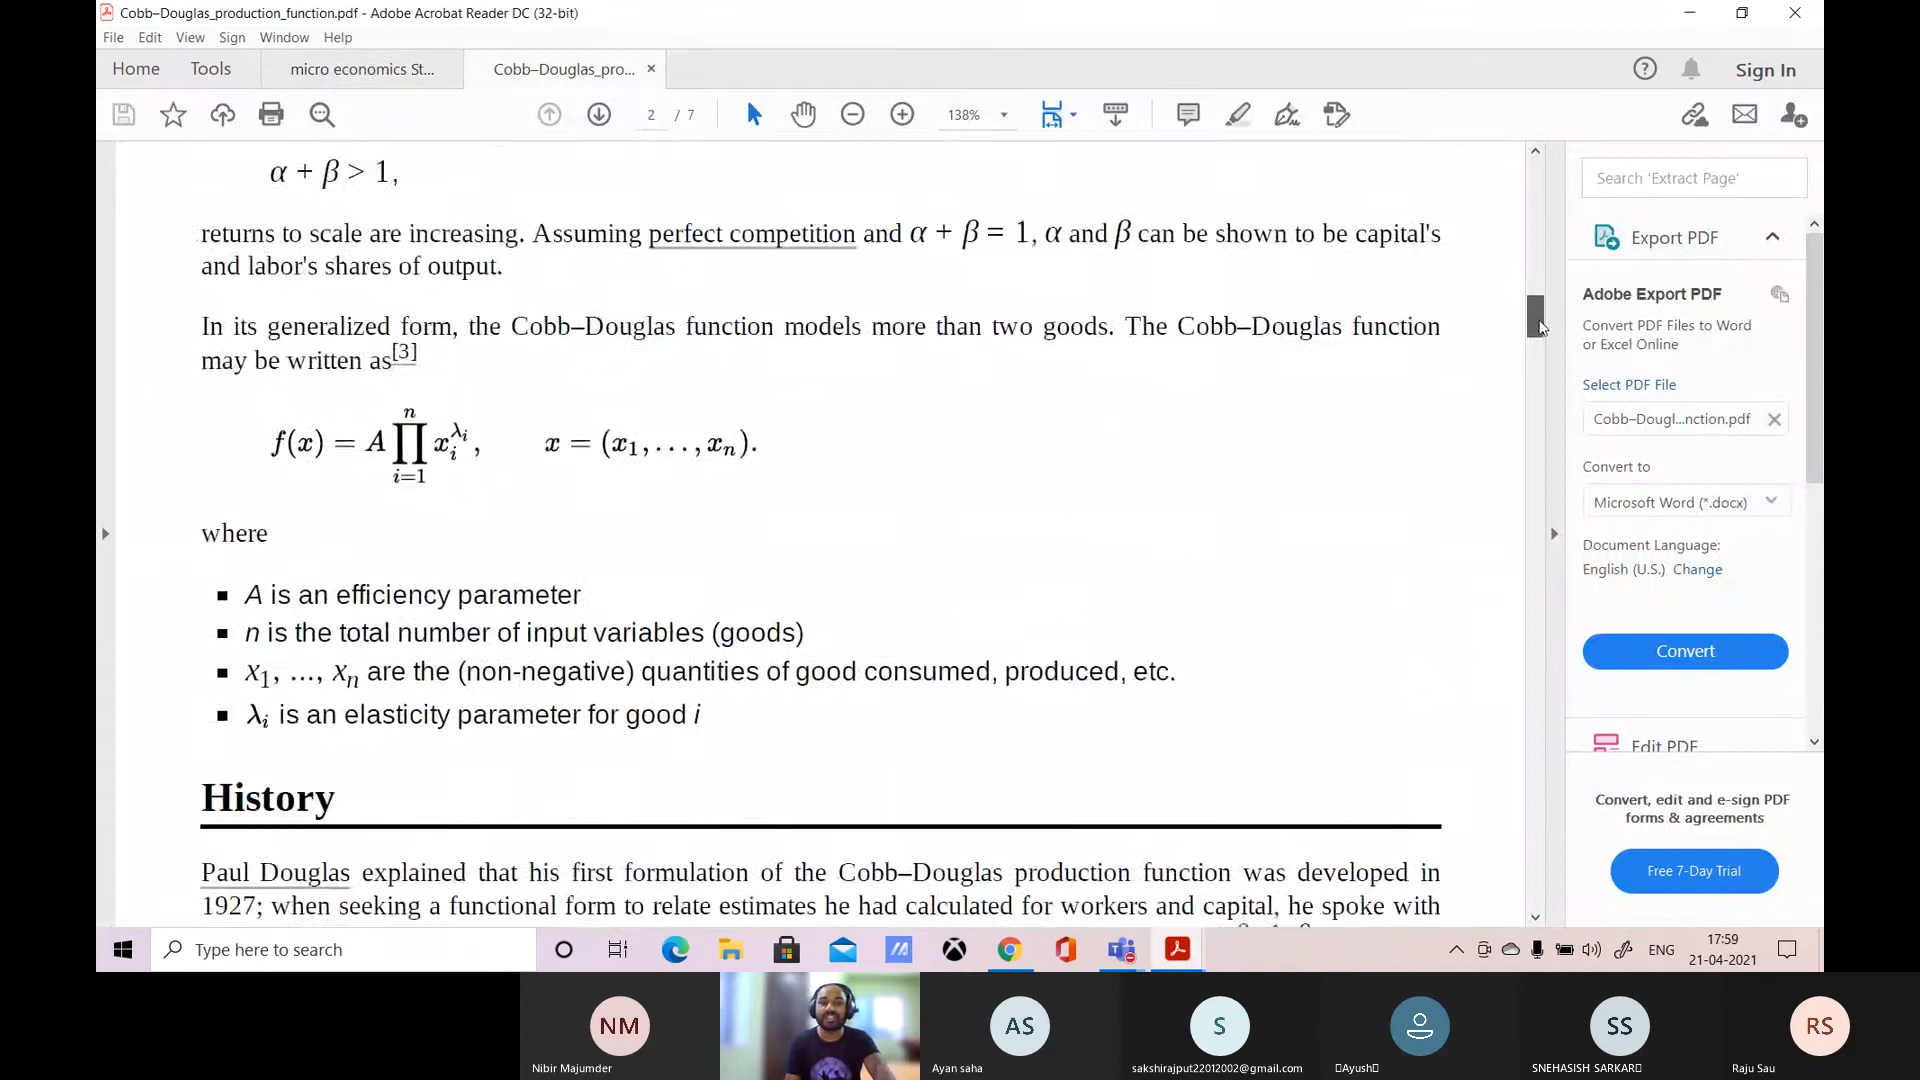 Cobb–Douglas_production_function.pdf - Adobe Acrobat Reader DC (32-bit)
File Edit View Sign Window Help
Home Tools micro economics St... Cobb–Douglas_pro... × Sign In
2 / 7 138%
α + β > 1,
returns to scale are increasing. Assuming perfect competition and α + β = 1, α and β can be shown to be capital's
and labor's shares of output.
In its generalized form, the Cobb–Douglas function models more than two goods. The Cobb–Douglas function
may be written as[3]
f(x) = A ∏ᵢ₌₁ⁿ xᵢ^λᵢ, x = (x₁, . . . , xₙ).
where
▪ A is an efficiency parameter
▪ n is the total number of input variables (goods)
▪ x₁, ..., xₙ are the (non-negative) quantities of good consumed, produced, etc.
▪ λᵢ is an elasticity parameter for good i
History
Paul Douglas explained that his first formulation of the Cobb–Douglas production function was developed in
1927; when seeking a functional form to relate estimates he had calculated for workers and capital, he spoke with
Search 'Extract Page'
Export PDF
Adobe Export PDF
Convert PDF Files to Word
or Excel Online
Select PDF File
Cobb–Dougl...nction.pdf
Convert to
Microsoft Word (*.docx)
Document Language:
English (U.S.) Change
Convert
Edit PDF
Convert, edit and e-sign PDF
forms & agreements
Free 7-Day Trial
Type here to search
ENG
17:59
21-04-2021
NM
Nibir Majumder
AS
Ayan saha
S
sakshirajput22012002@gmail.com
Ayush
SS
SNEHASISH SARKAR
RS
Raju Sau